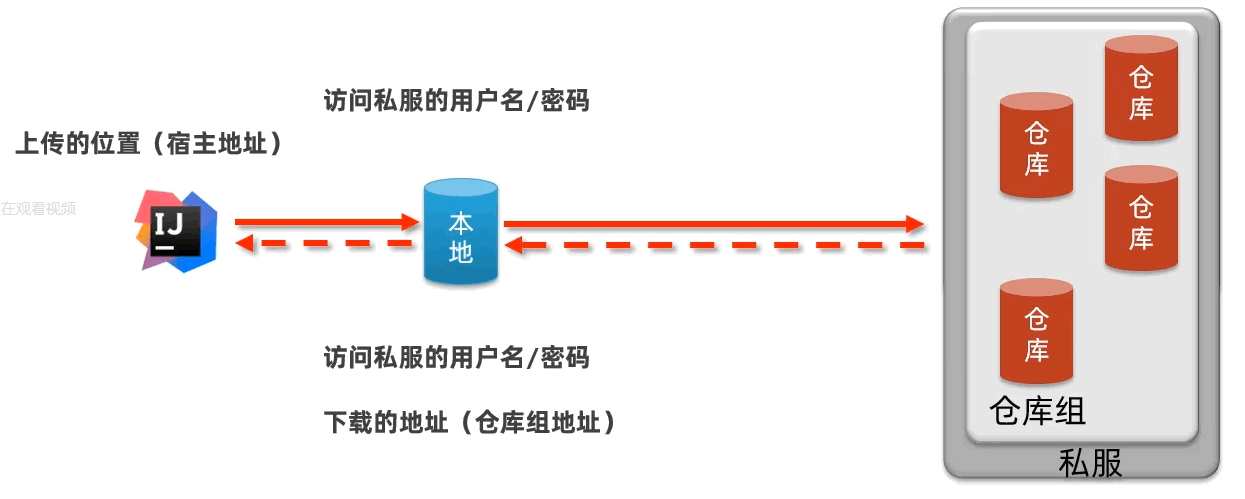 访问私服的用户名/密码
上传的位置（宿主地址）
在观看视频
IJ
本地
仓库
仓库
仓库
仓库
访问私服的用户名/密码
下载的地址（仓库组地址）
仓库组
私服